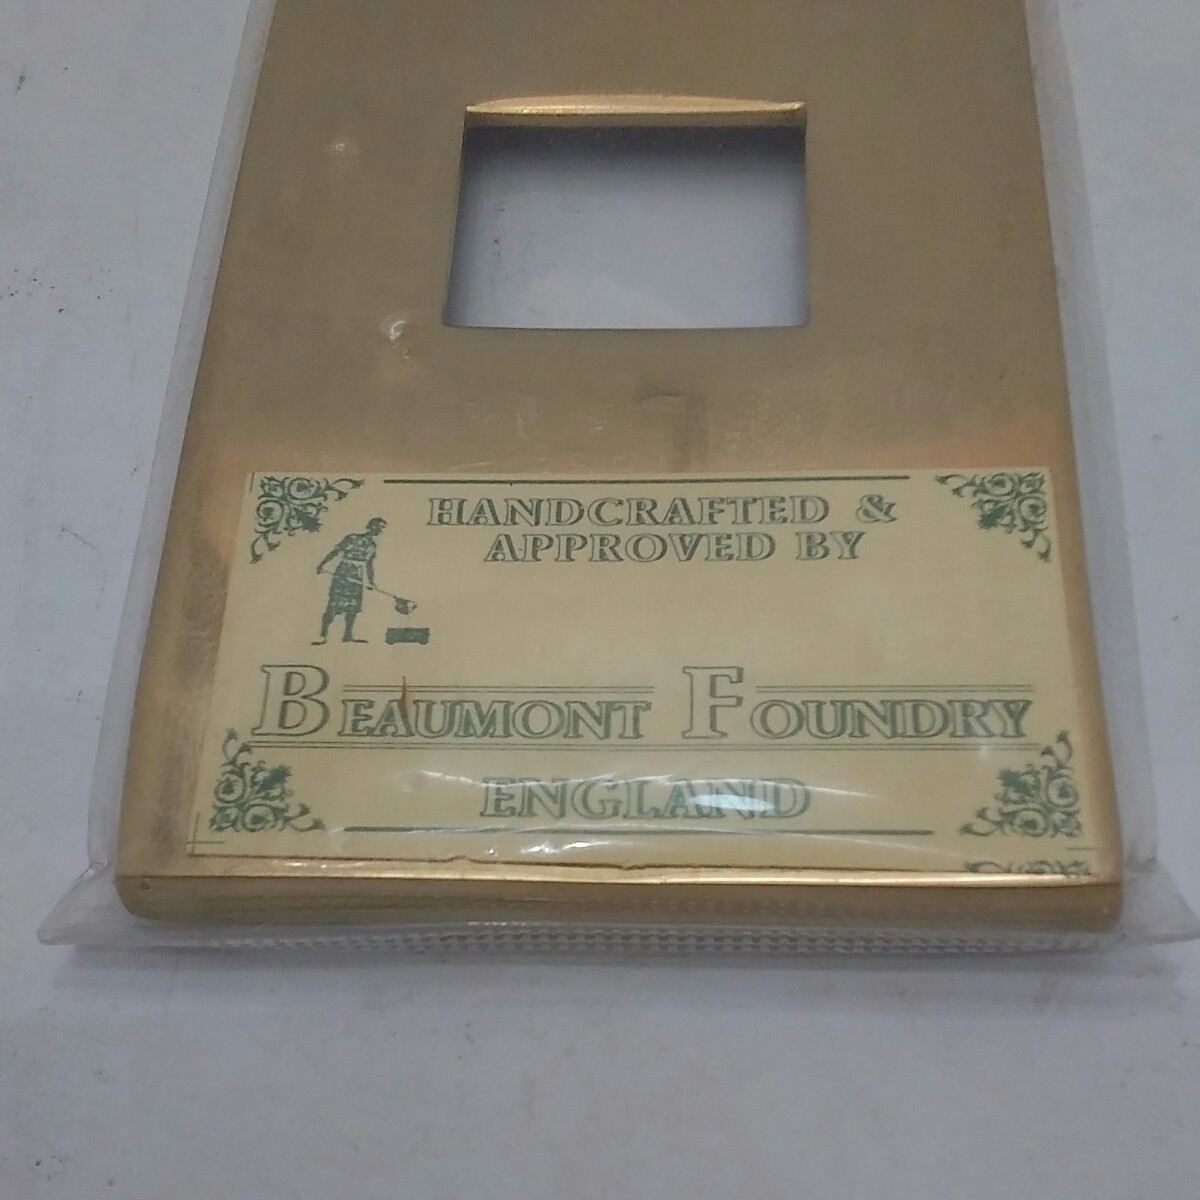 HANDCRAFTED &
APPROVED BY
BEAUMONT FOUNDRY
ENGLAND